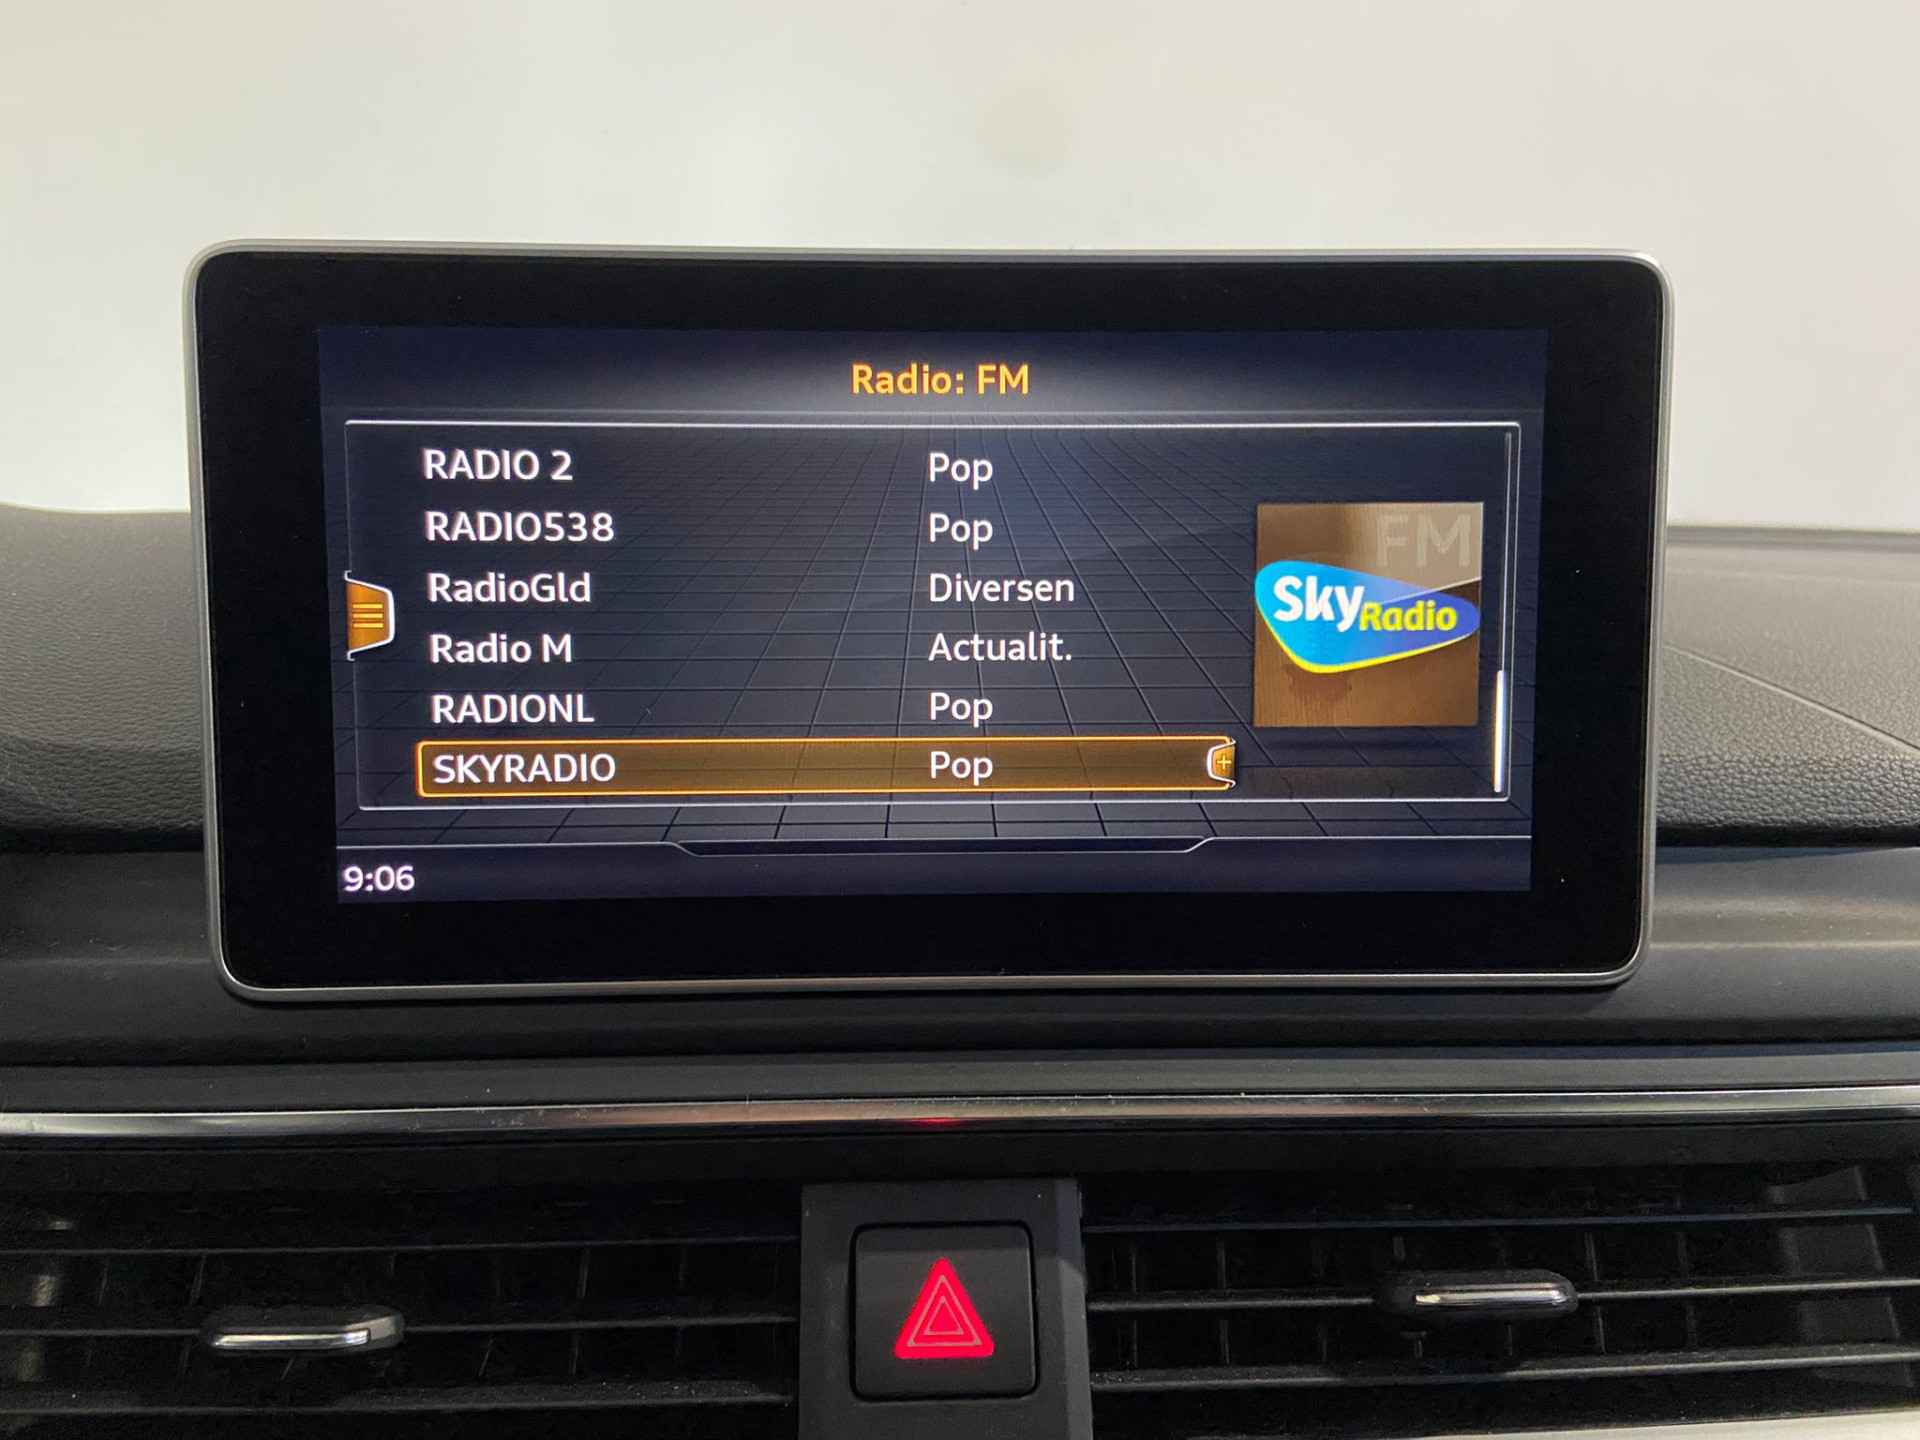 Radio: FM
RADIO 2 Pop
RADIO538 Pop
RadioGld Diversen
Radio M Actualit.
RADIONL Pop
SKYRADIO Pop
FM
Sky Radio
9:06